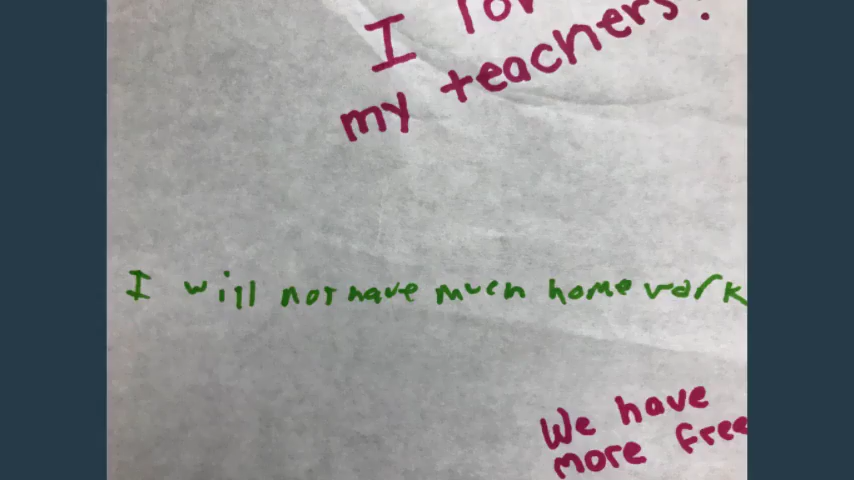 I
my teachers!
I will not have much home work
We have
more free